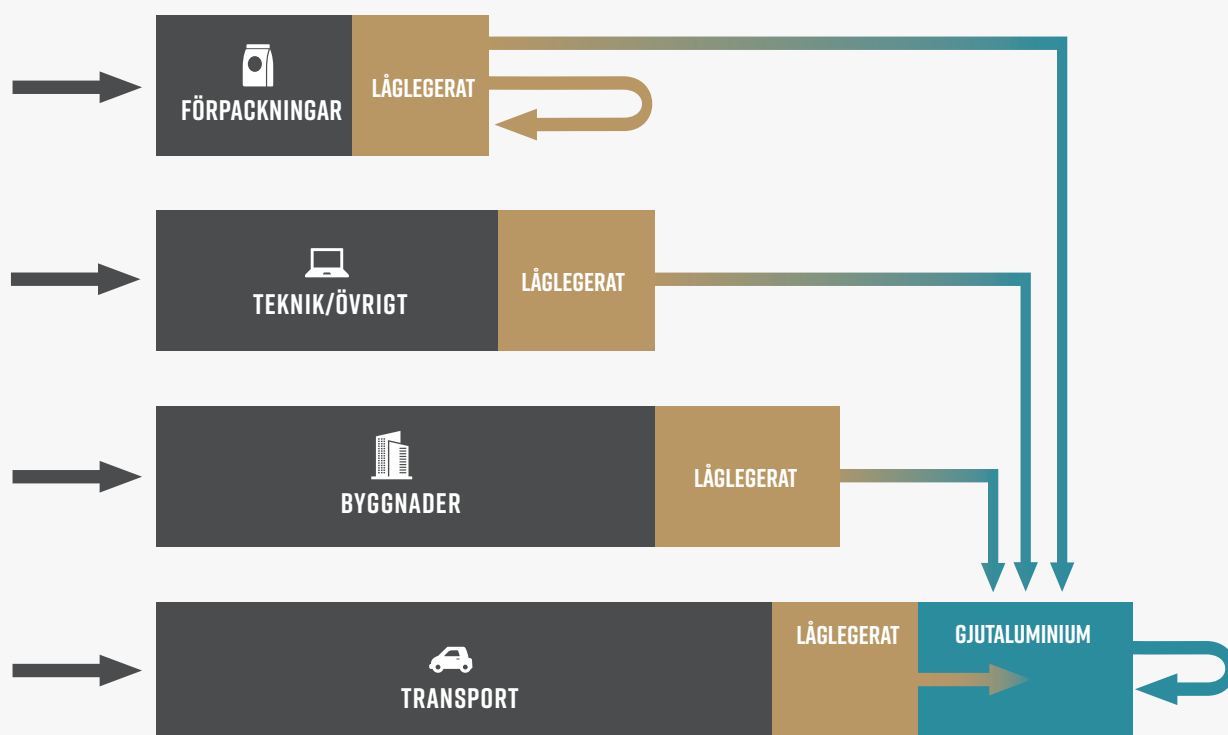 FÖRPACKNINGAR
LÅGLEGERAT
TEKNIK/ÖVRIGT
LÅGLEGERAT
BYGGNADER
LÅGLEGERAT
TRANSPORT
LÅGLEGERAT
GJUTALUMINIUM